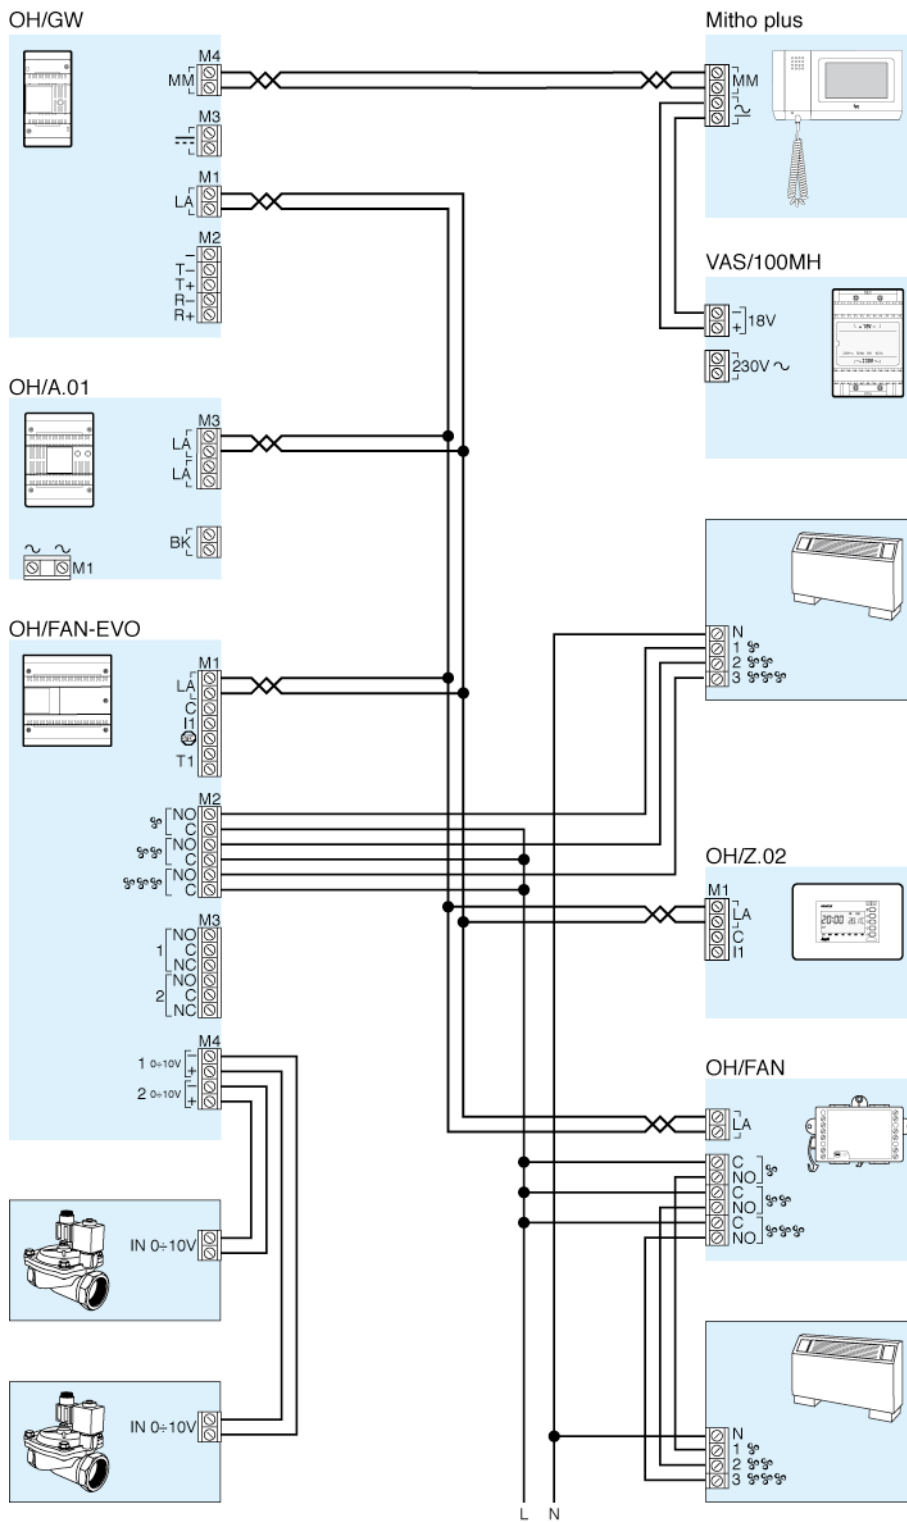 OH/GW
M4
MM
M3
M1
LA
M2
–
T–
T+
R–
R+
OH/A.01
M3
LA
LA
BK
M1
OH/FAN-EVO
M1
LA
C
I1
T1
M2
NO
C
NO
C
NO
C
M3
NO
1 C
NC
NO
2 C
NC
M4
–
1 0÷10V
+
–
2 0÷10V
+
IN 0÷10V
IN 0÷10V
Mitho plus
MM
VAS/100MH
–
18V
+
230V ~
N
1
2
3
OH/Z.02
M1
LA
C
I1
20:00
OH/FAN
LA
C
NO
C
NO
C
NO
N
1
2
3
L N